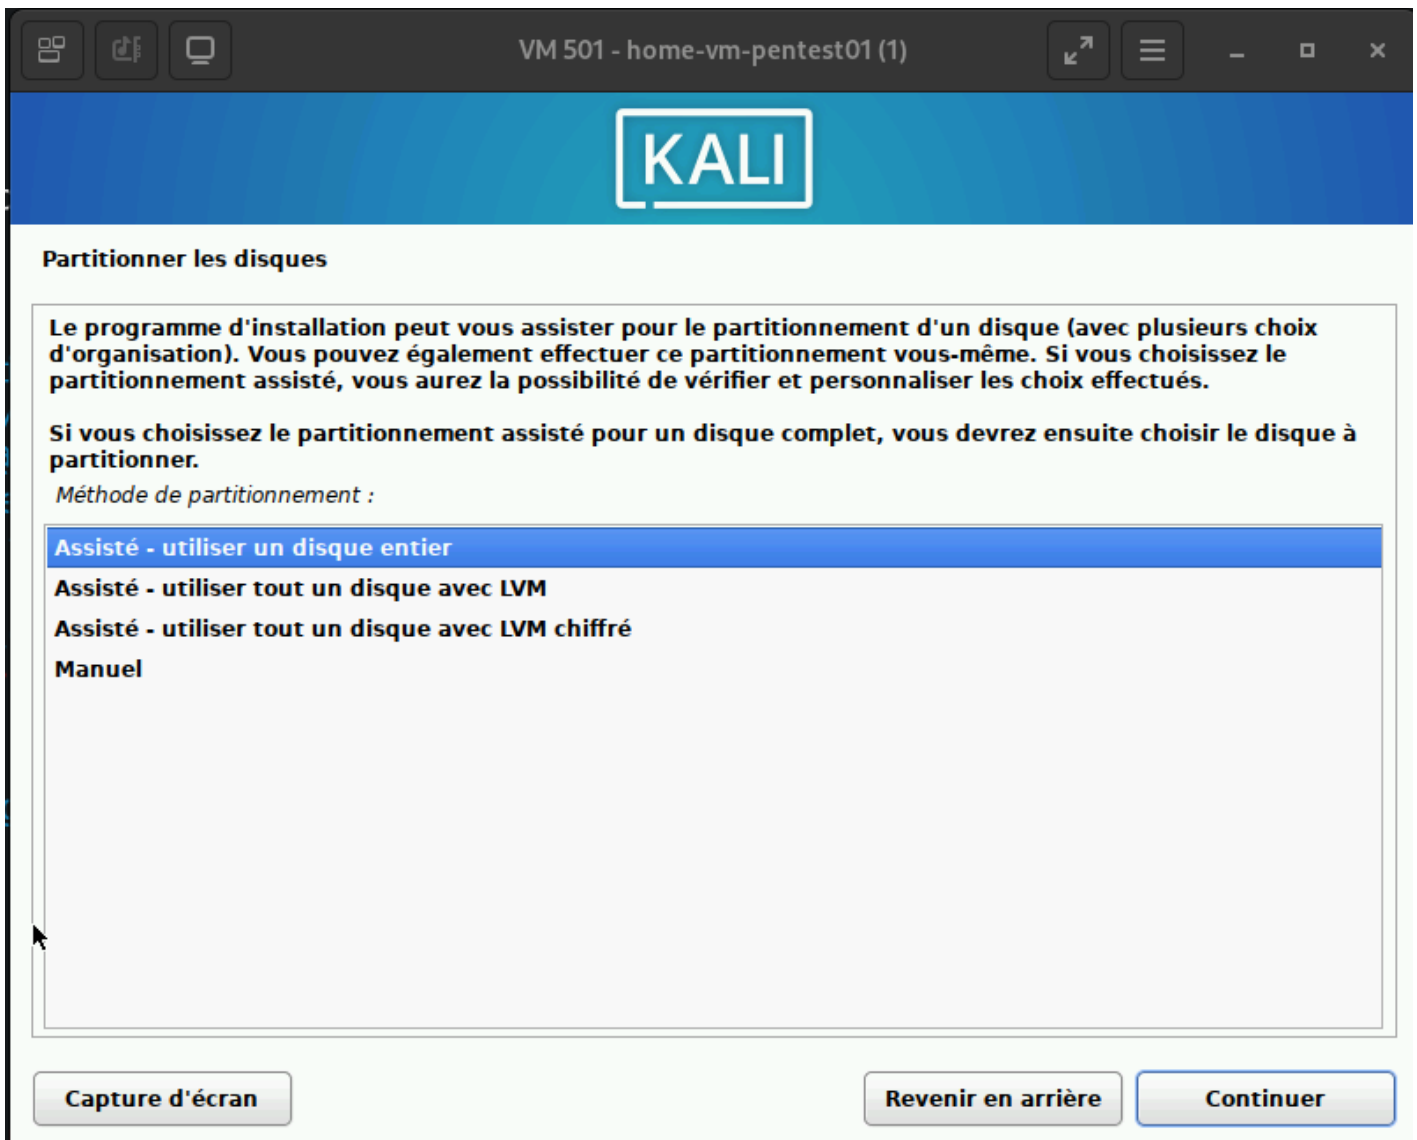 VM 501 - home-vm-pentest01 (1)
KALI
Partitionner les disques
Le programme d'installation peut vous assister pour le partitionnement d'un disque (avec plusieurs choix
d'organisation). Vous pouvez également effectuer ce partitionnement vous-même. Si vous choisissez le
partitionnement assisté, vous aurez la possibilité de vérifier et personnaliser les choix effectués.
Si vous choisissez le partitionnement assisté pour un disque complet, vous devrez ensuite choisir le disque à
partitionner.
Méthode de partitionnement :
Assisté - utiliser un disque entier
Assisté - utiliser tout un disque avec LVM
Assisté - utiliser tout un disque avec LVM chiffré
Manuel
Capture d'écran
Revenir en arrière
Continuer